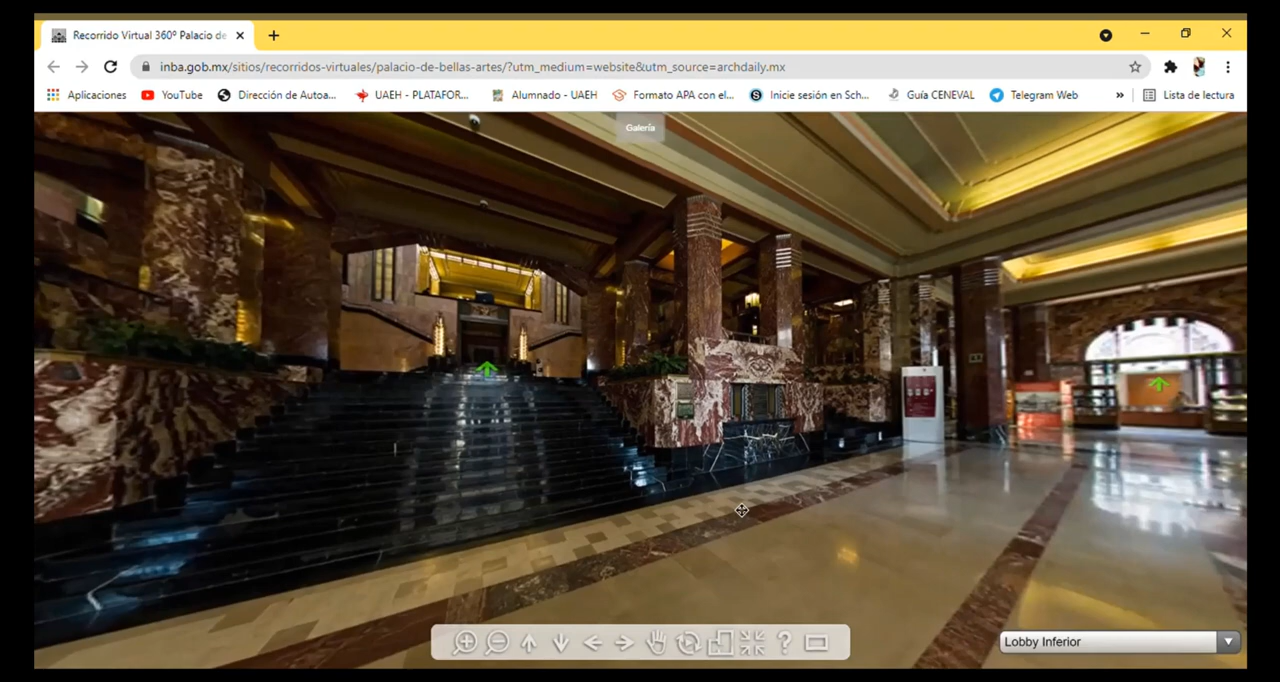 Recorrido Virtual 360º Palacio de
inba.gob.mx/sitios/recorridos-virtuales/palacio-de-bellas-artes/?utm_medium=website&utm_source=archdaily.mx
Aplicaciones YouTube Dirección de Autoa... UAEH - PLATAFOR... Alumnado - UAEH Formato APA con el... Inicie sesión en Sch... Guía CENEVAL Telegram Web » Lista de lectura
Galería
Lobby Inferior